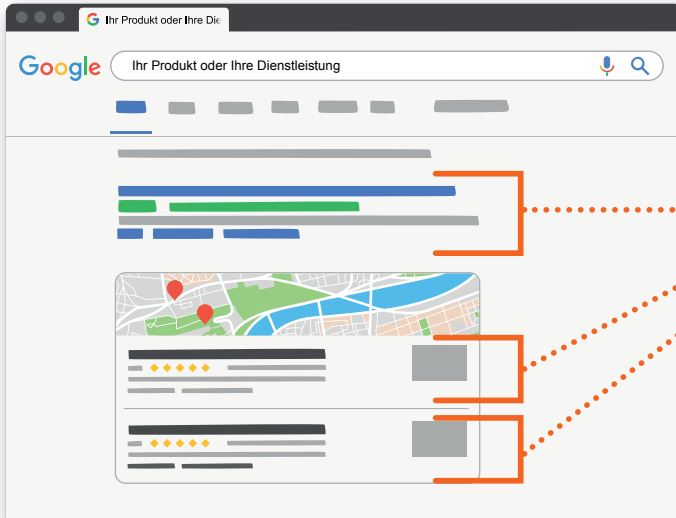 Ihr Produkt oder Ihre Die
Google
Ihr Produkt oder Ihre Dienstleistung